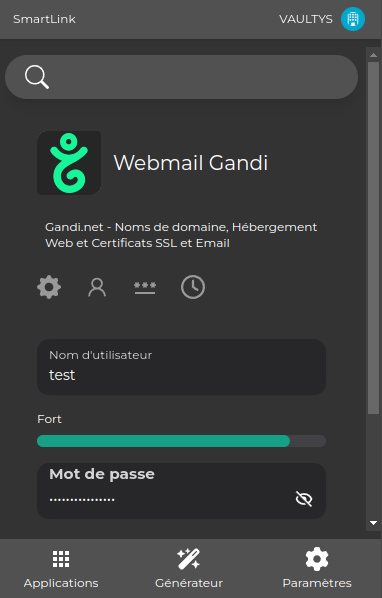 SmartLink
VAULTYS
Webmail Gandi
Gandi.net - Noms de domaine, Hébergement
Web et Certificats SSL et Email
Nom d'utilisateur
test
Fort
Mot de passe
••••••••••••••••
Applications
Générateur
Paramètres